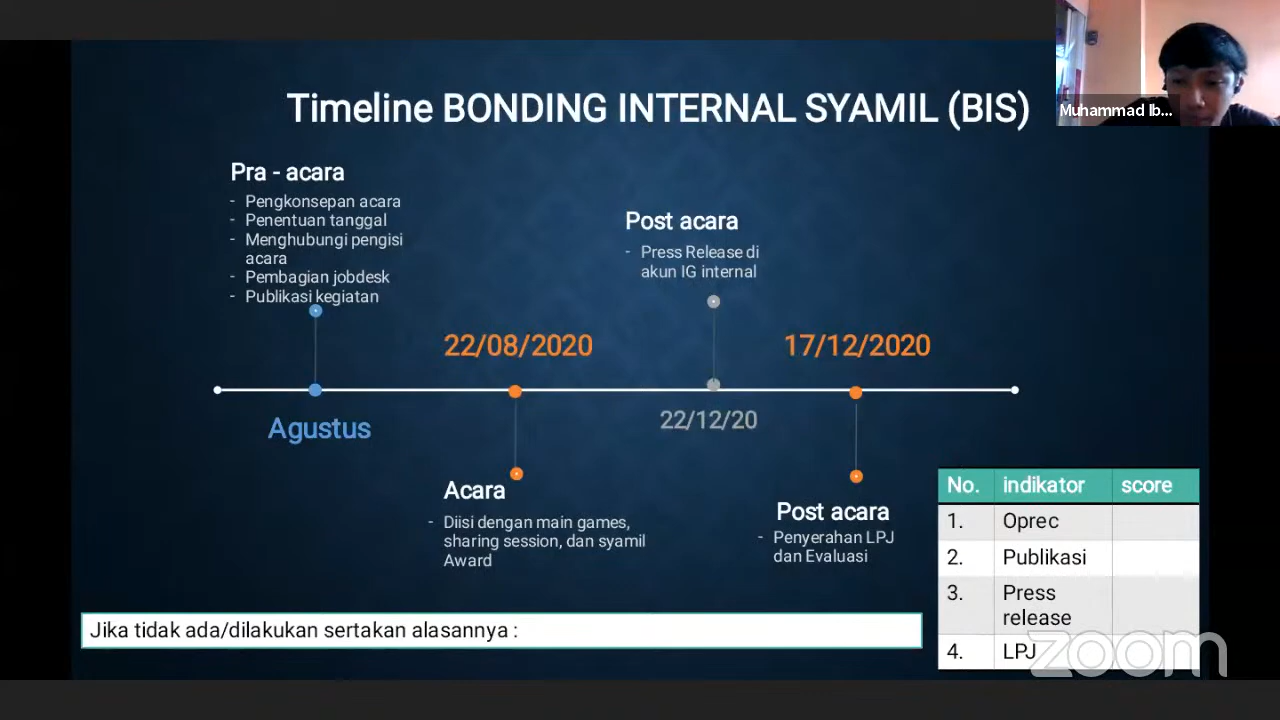 Timeline BONDING INTERNAL SYAMIL (BIS)
Muhammad Ib...
Pra - acara
- Pengkonsepan acara
- Penentuan tanggal
- Menghubungi pengisi
acara
- Pembagian jobdesk
- Publikasi kegiatan
Post acara
- Press Release di
akun IG internal
22/08/2020
17/12/2020
Agustus
22/12/20
Acara
- Diisi dengan main games,
sharing session, dan syamil
Award
Post acara
- Penyerahan LPJ
dan Evaluasi
No. indikator score
1. Oprec
2. Publikasi
3. Press
release
4. LPJ
Jika tidak ada/dilakukan sertakan alasannya :
zoom